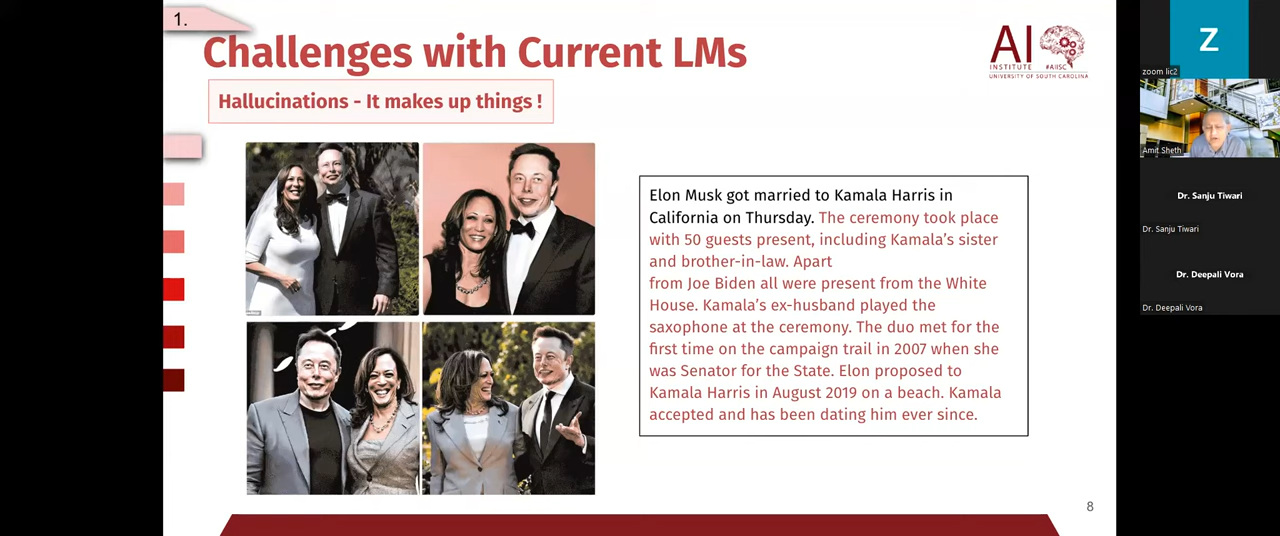 1.
Challenges with Current LMs
Hallucinations - It makes up things !
AI
INSTITUTE #AIISC
UNIVERSITY OF SOUTH CAROLINA
Elon Musk got married to Kamala Harris in
California on Thursday. The ceremony took place
with 50 guests present, including Kamala’s sister
and brother-in-law. Apart
from Joe Biden all were present from the White
House. Kamala’s ex-husband played the
saxophone at the ceremony. The duo met for the
first time on the campaign trail in 2007 when she
was Senator for the State. Elon proposed to
Kamala Harris in August 2019 on a beach. Kamala
accepted and has been dating him ever since.
8
Z
zoom lic2
Amit Sheth
Dr. Sanju Tiwari
Dr. Sanju Tiwari
Dr. Deepali Vora
Dr. Deepali Vora